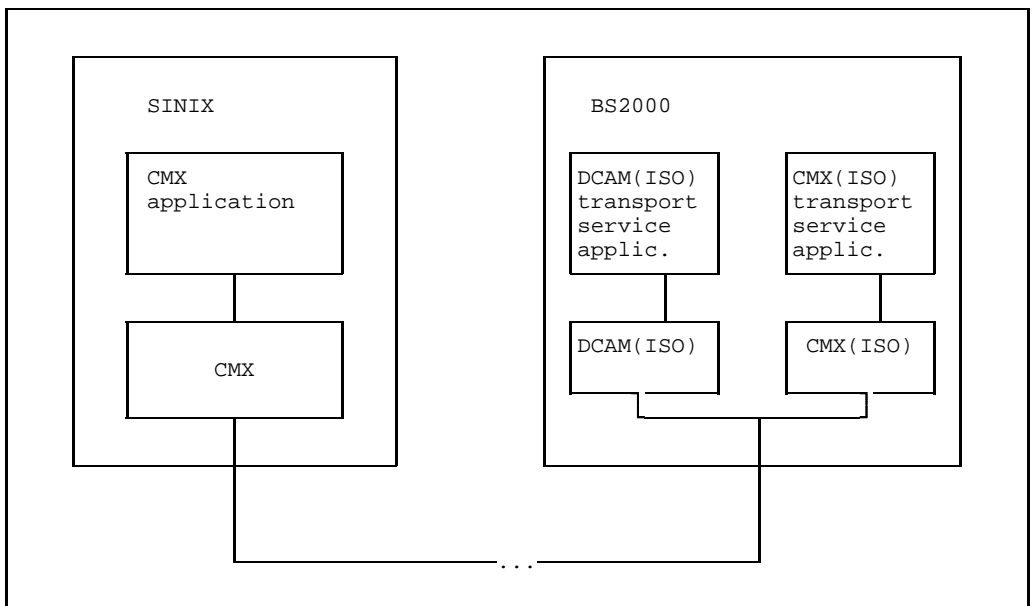 SINIX
CMX
application
CMX
BS2000
DCAM(ISO)
transport
service
applic.
CMX(ISO)
transport
service
applic.
DCAM(ISO)
CMX(ISO)
...